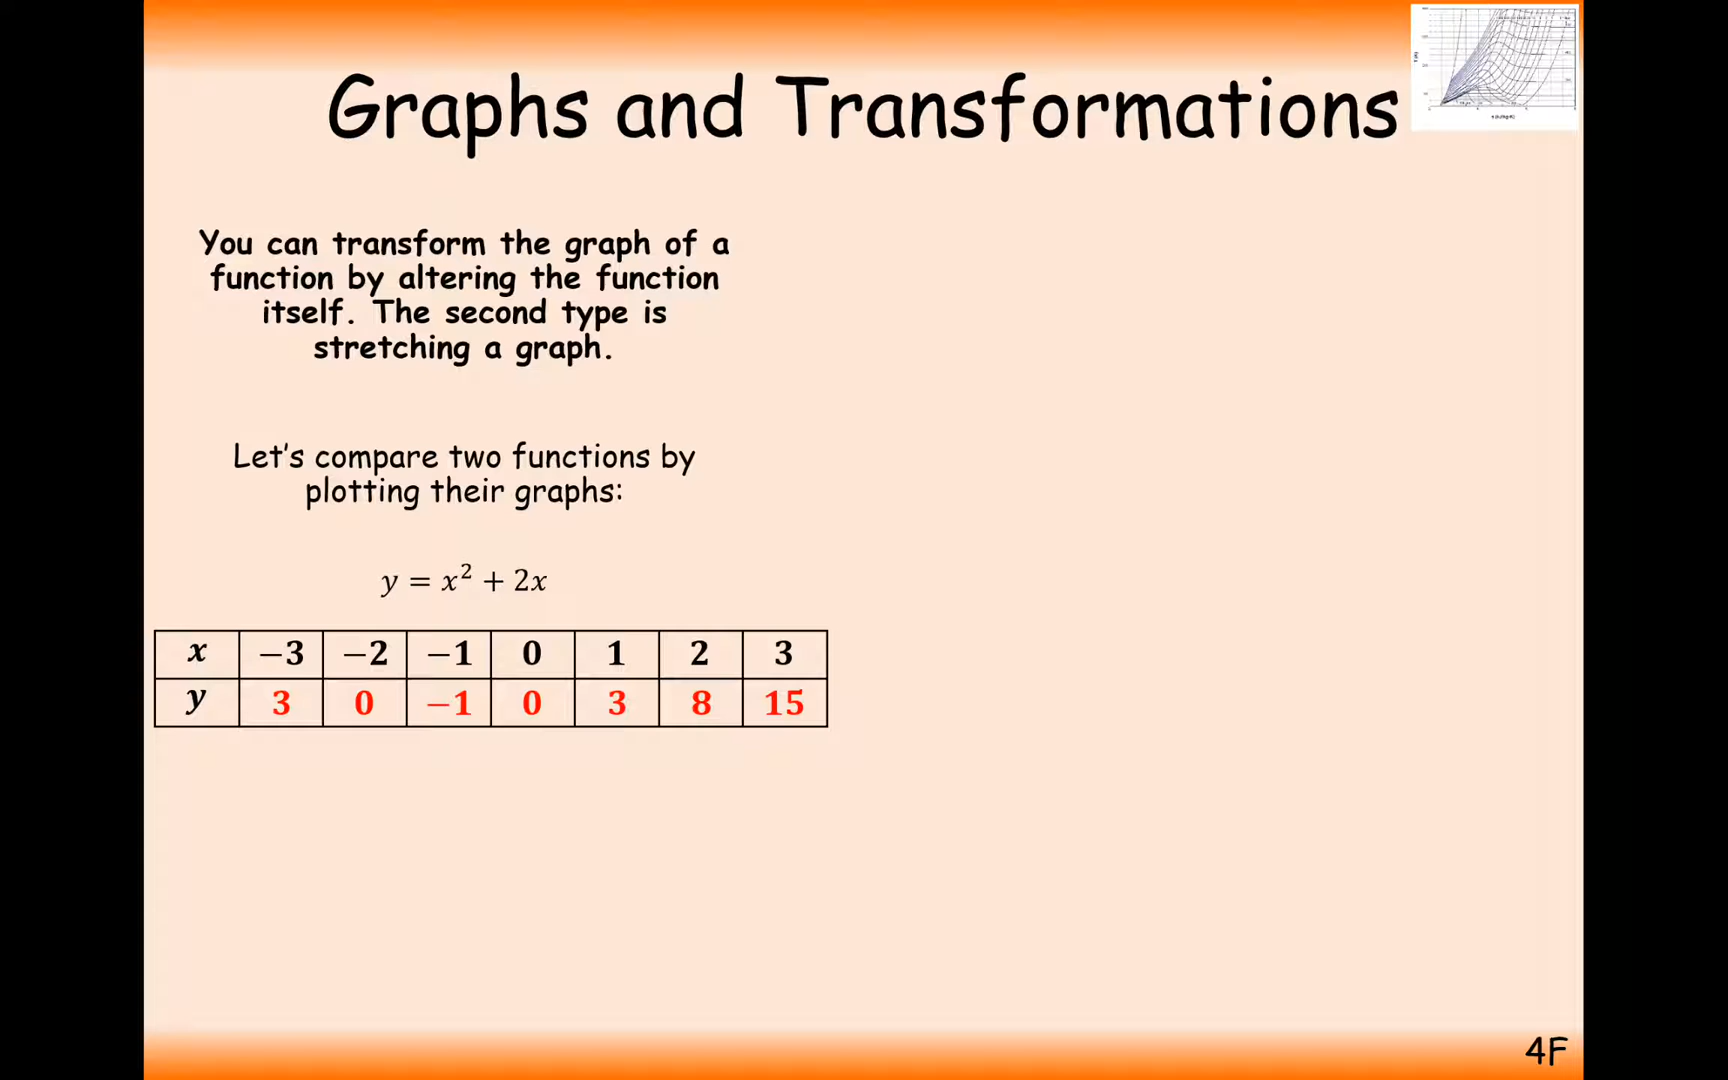 Graphs and Transformations
You can transform the graph of a
function by altering the function
itself. The second type is
stretching a graph.
Let's compare two functions by
plotting their graphs:
y = x² + 2x
x −3 −2 −1 0 1 2 3
y 3 0 −1 0 3 8 15
4F